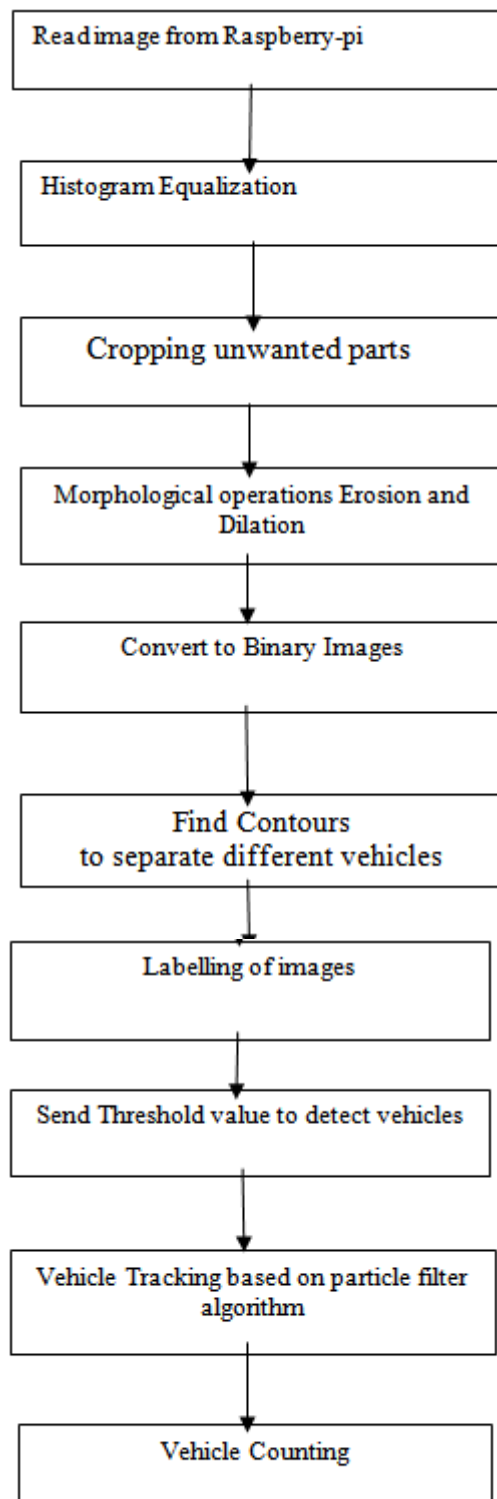 Read image from Raspberry-pi
Histogram Equalization
Cropping unwanted parts
Morphological operations Erosion and
Dilation
Convert to Binary Images
Find Contours
to separate different vehicles
Labelling of images
Send Threshold value to detect vehicles
Vehicle Tracking based on particle filter
algorithm
Vehicle Counting